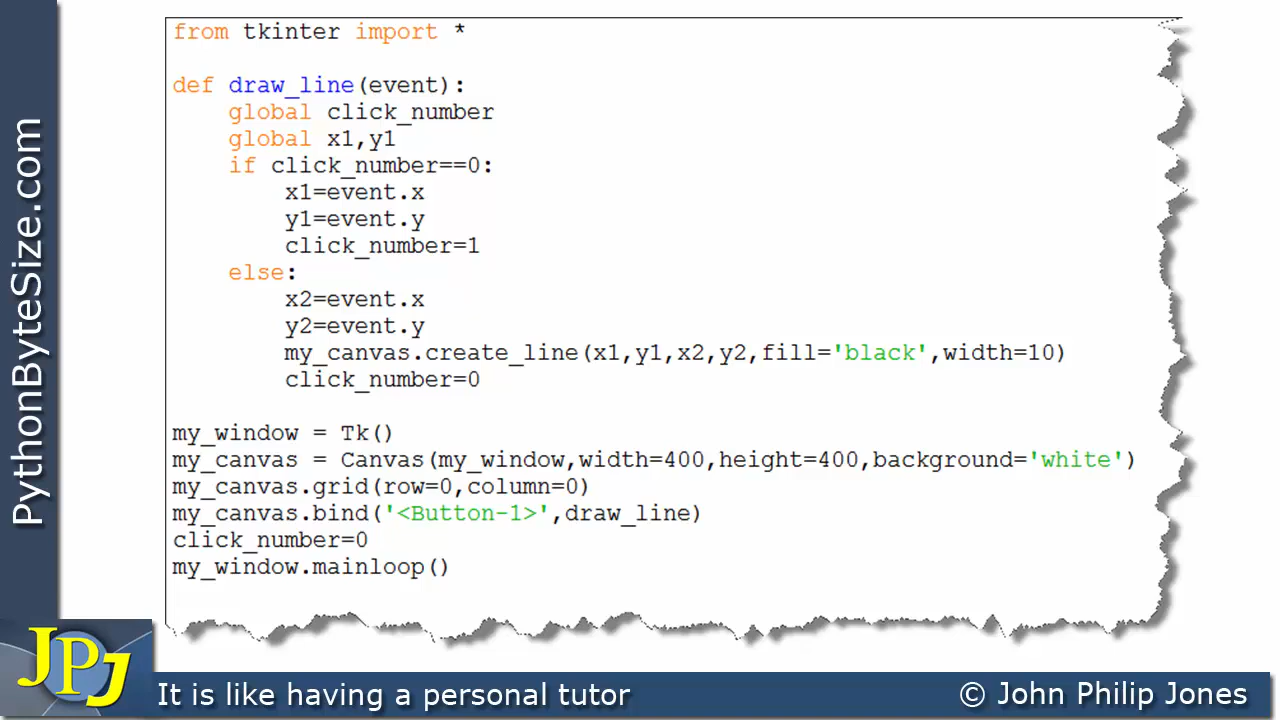 from tkinter import *
def draw_line(event):
    global click_number
    global x1,y1
    if click_number==0:
        x1=event.x
        y1=event.y
        click_number=1
    else:
        x2=event.x
        y2=event.y
        my_canvas.create_line(x1,y1,x2,y2,fill='black',width=10)
        click_number=0
my_window = Tk()
my_canvas = Canvas(my_window,width=400,height=400,background='white')
my_canvas.grid(row=0,column=0)
my_canvas.bind('<Button-1>',draw_line)
click_number=0
my_window.mainloop()
PythonByteSize.com
JPJ
It is like having a personal tutor
© John Philip Jones